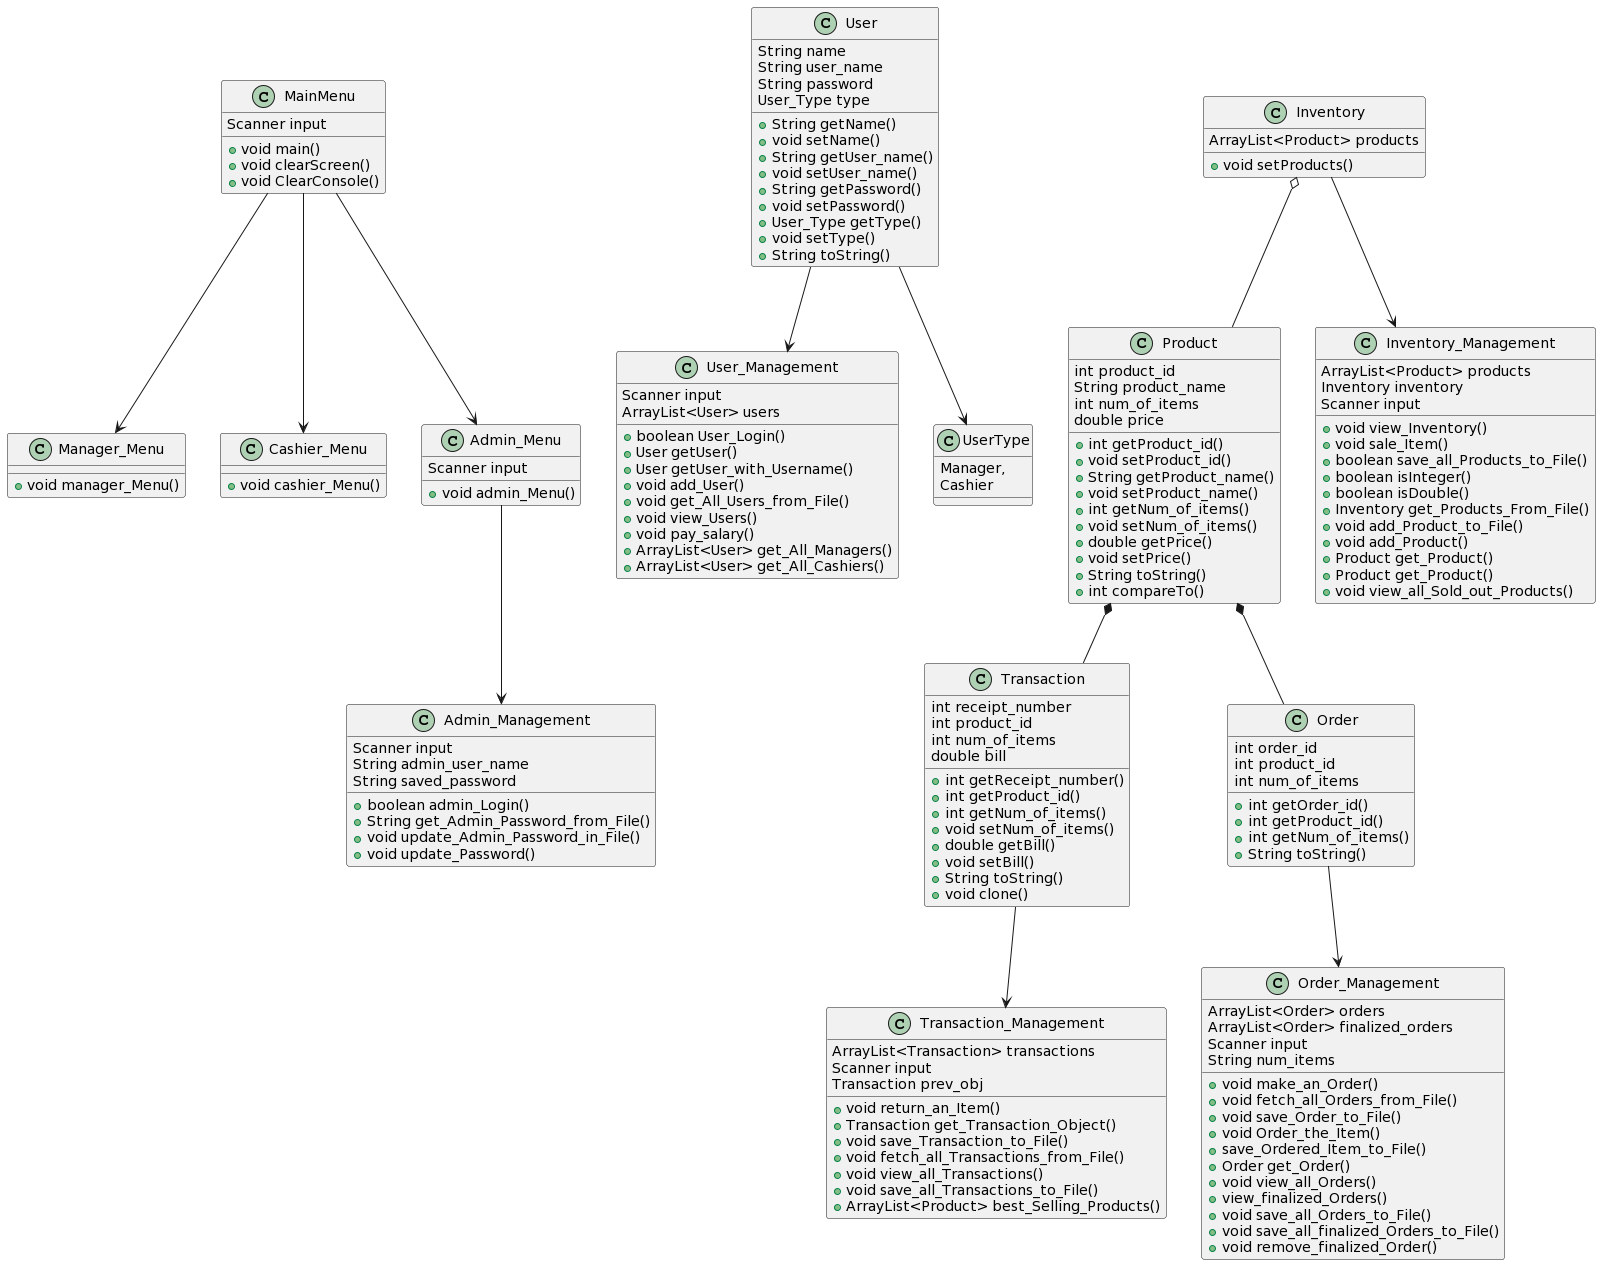 C User
String name
String user_name
String password
User_Type type
String getName()
void setName()
String getUser_name()
void setUser_name()
String getPassword()
void setPassword()
User_Type getType()
void setType()
String toString()
C MainMenu
Scanner input
void main()
void clearScreen()
void ClearConsole()
C Inventory
ArrayList<Product> products
void setProducts()
C Manager_Menu
void manager_Menu()
C Cashier_Menu
void cashier_Menu()
C Admin_Menu
Scanner input
void admin_Menu()
C User_Management
Scanner input
ArrayList<User> users
boolean User_Login()
User getUser()
User getUser_with_Username()
void add_User()
void get_All_Users_from_File()
void view_Users()
void pay_salary()
ArrayList<User> get_All_Managers()
ArrayList<User> get_All_Cashiers()
C UserType
Manager,
Cashier
C Product
int product_id
String product_name
int num_of_items
double price
int getProduct_id()
void setProduct_id()
String getProduct_name()
void setProduct_name()
int getNum_of_items()
void setNum_of_items()
double getPrice()
void setPrice()
String toString()
int compareTo()
C Inventory_Management
ArrayList<Product> products
Inventory inventory
Scanner input
void view_Inventory()
void sale_Item()
boolean save_all_Products_to_File()
boolean isInteger()
boolean isDouble()
Inventory get_Products_From_File()
void add_Product_to_File()
void add_Product()
Product get_Product()
Product get_Product()
void view_all_Sold_out_Products()
C Admin_Management
Scanner input
String admin_user_name
String saved_password
boolean admin_Login()
String get_Admin_Password_from_File()
void update_Admin_Password_in_File()
void update_Password()
C Transaction
int receipt_number
int product_id
int num_of_items
double bill
int getReceipt_number()
int getProduct_id()
int getNum_of_items()
void setNum_of_items()
double getBill()
void setBill()
String toString()
void clone()
C Order
int order_id
int product_id
int num_of_items
int getOrder_id()
int getProduct_id()
int getNum_of_items()
String toString()
C Transaction_Management
ArrayList<Transaction> transactions
Scanner input
Transaction prev_obj
void return_an_Item()
Transaction get_Transaction_Object()
void save_Transaction_to_File()
void fetch_all_Transactions_from_File()
void view_all_Transactions()
void save_all_Transactions_to_File()
ArrayList<Product> best_Selling_Products()
C Order_Management
ArrayList<Order> orders
ArrayList<Order> finalized_orders
Scanner input
String num_items
void make_an_Order()
void fetch_all_Orders_from_File()
void save_Order_to_File()
void Order_the_Item()
save_Ordered_Item_to_File()
Order get_Order()
void view_all_Orders()
view_finalized_Orders()
void save_all_Orders_to_File()
void save_all_finalized_Orders_to_File()
void remove_finalized_Order()